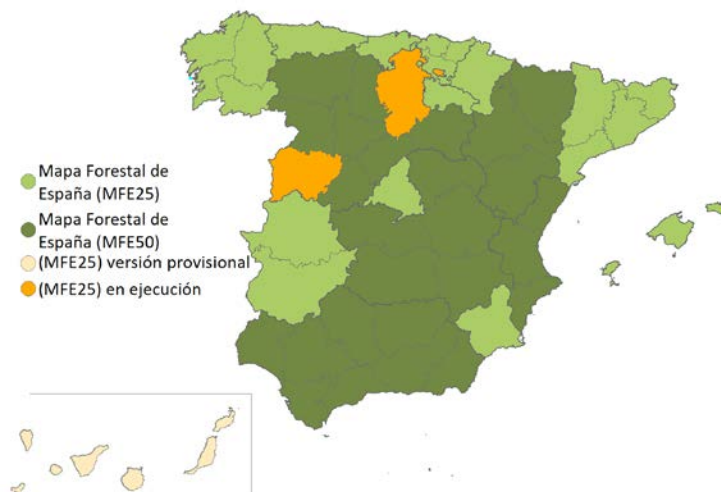 Mapa Forestal de
España (MFE25)
Mapa Forestal de
España (MFE50)
(MFE25) versión provisional
(MFE25) en ejecución